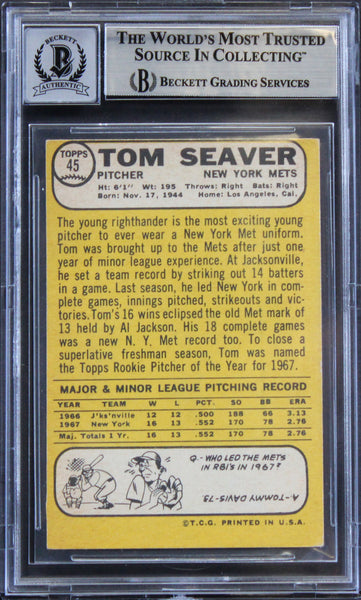 BECKETT
B
AUTHENTIC
THE WORLD'S MOST TRUSTED
SOURCE IN COLLECTING™
B BECKETT GRADING SERVICES
TOPPS
45
TOM SEAVER
PITCHER NEW YORK METS
Ht: 6'1" Wt: 195 Throws: Right Bats: Right
Born: Nov. 17, 1944 Home: Los Angeles, Cal.
The young righthander is the most exciting young
pitcher to ever wear a New York Met uniform.
Tom was brought up to the Mets after just one
year of minor league experience. At Jacksonville,
he set a team record by striking out 14 batters
in a game. Last season, he led New York in com-
plete games, innings pitched, strikeouts and vic-
tories. Tom's 16 wins eclipsed the old Met mark of
13 held by Al Jackson. His 18 complete games
was a new N. Y. Met record too. To close a
superlative freshman season, Tom was named
the Topps Rookie Pitcher of the Year for 1967.
MAJOR & MINOR LEAGUE PITCHING RECORD
YEAR TEAM W L PCT. SO BB ERA
1966 J'ks'nville 12 12 .500 188 66 3.13
1967 New York 16 13 .552 170 78 2.76
Maj. Totals 1 Yr. 16 13 .552 170 78 2.76
Q-WHO LED THE METS
IN RBI'S IN 1967?
A-TOMMY DAVIS-73
©T.C.G. PRINTED IN U.S.A.